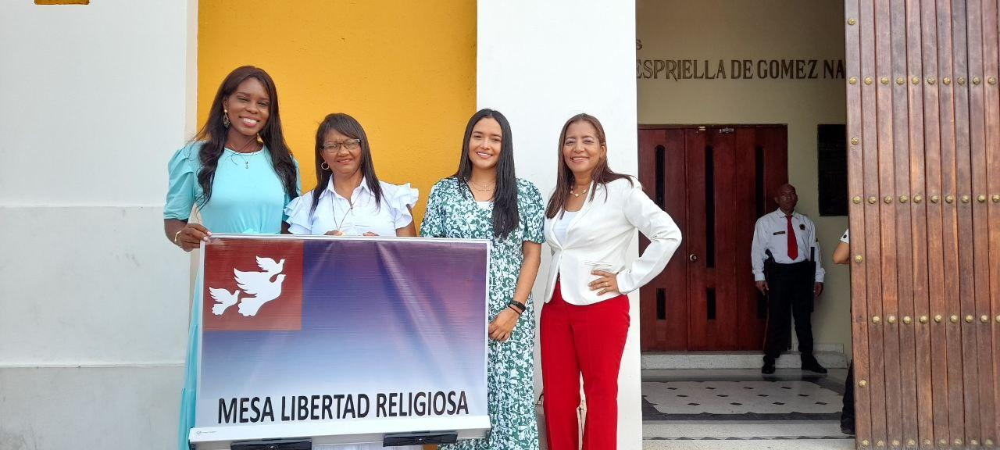 ESPRIELLA DE GOMEZ NA
MESA LIBERTAD RELIGIOSA